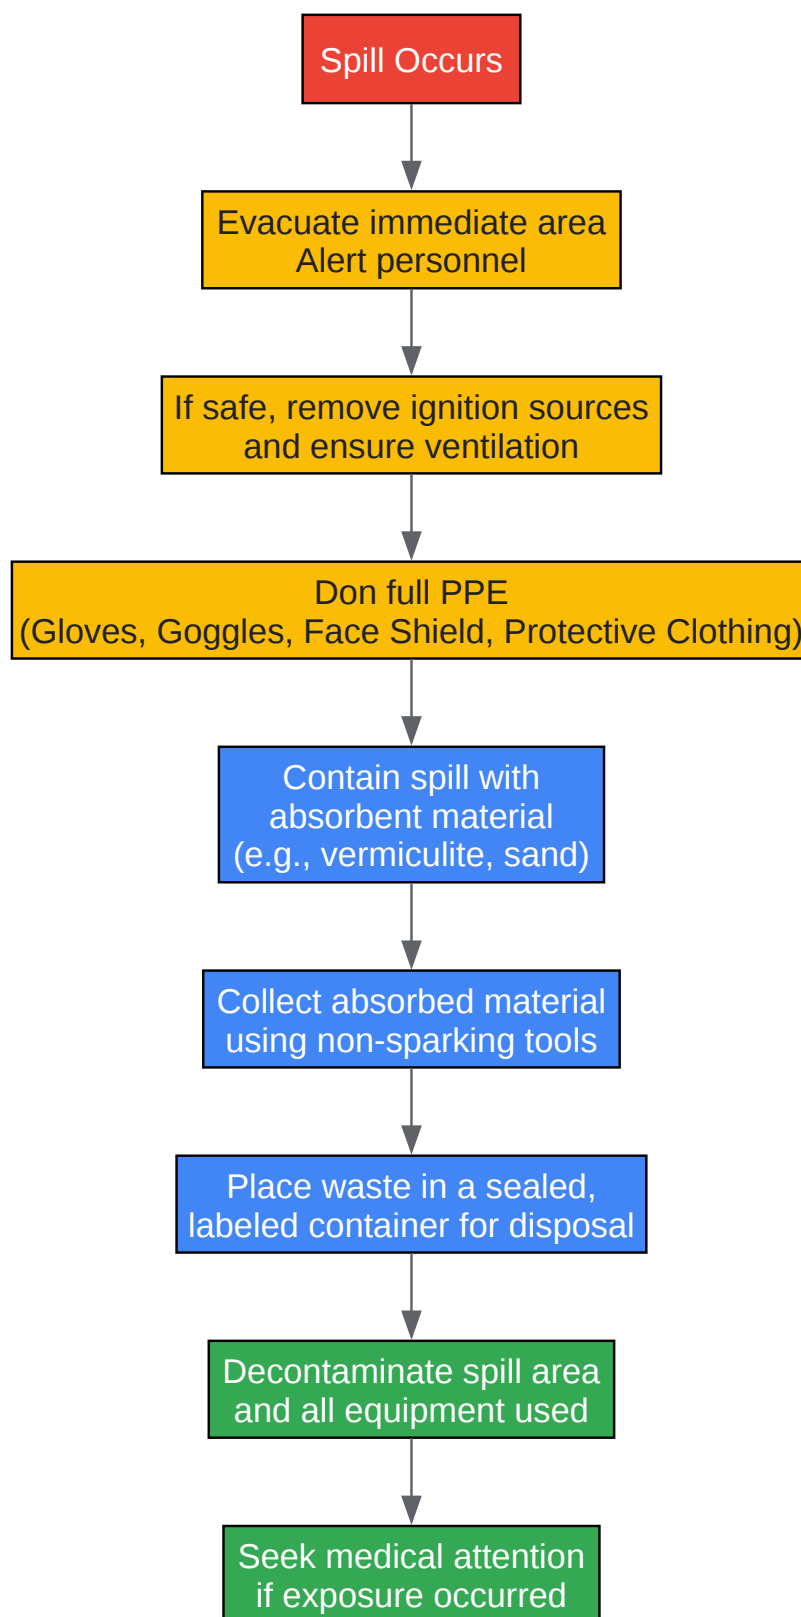 Spill Occurs
Evacuate immediate area
Alert personnel
If safe, remove ignition sources
and ensure ventilation
Don full PPE
(Gloves, Goggles, Face Shield, Protective Clothing)
Contain spill with
absorbent material
(e.g., vermiculite, sand)
Collect absorbed material
using non-sparking tools
Place waste in a sealed,
labeled container for disposal
Decontaminate spill area
and all equipment used
Seek medical attention
if exposure occurred